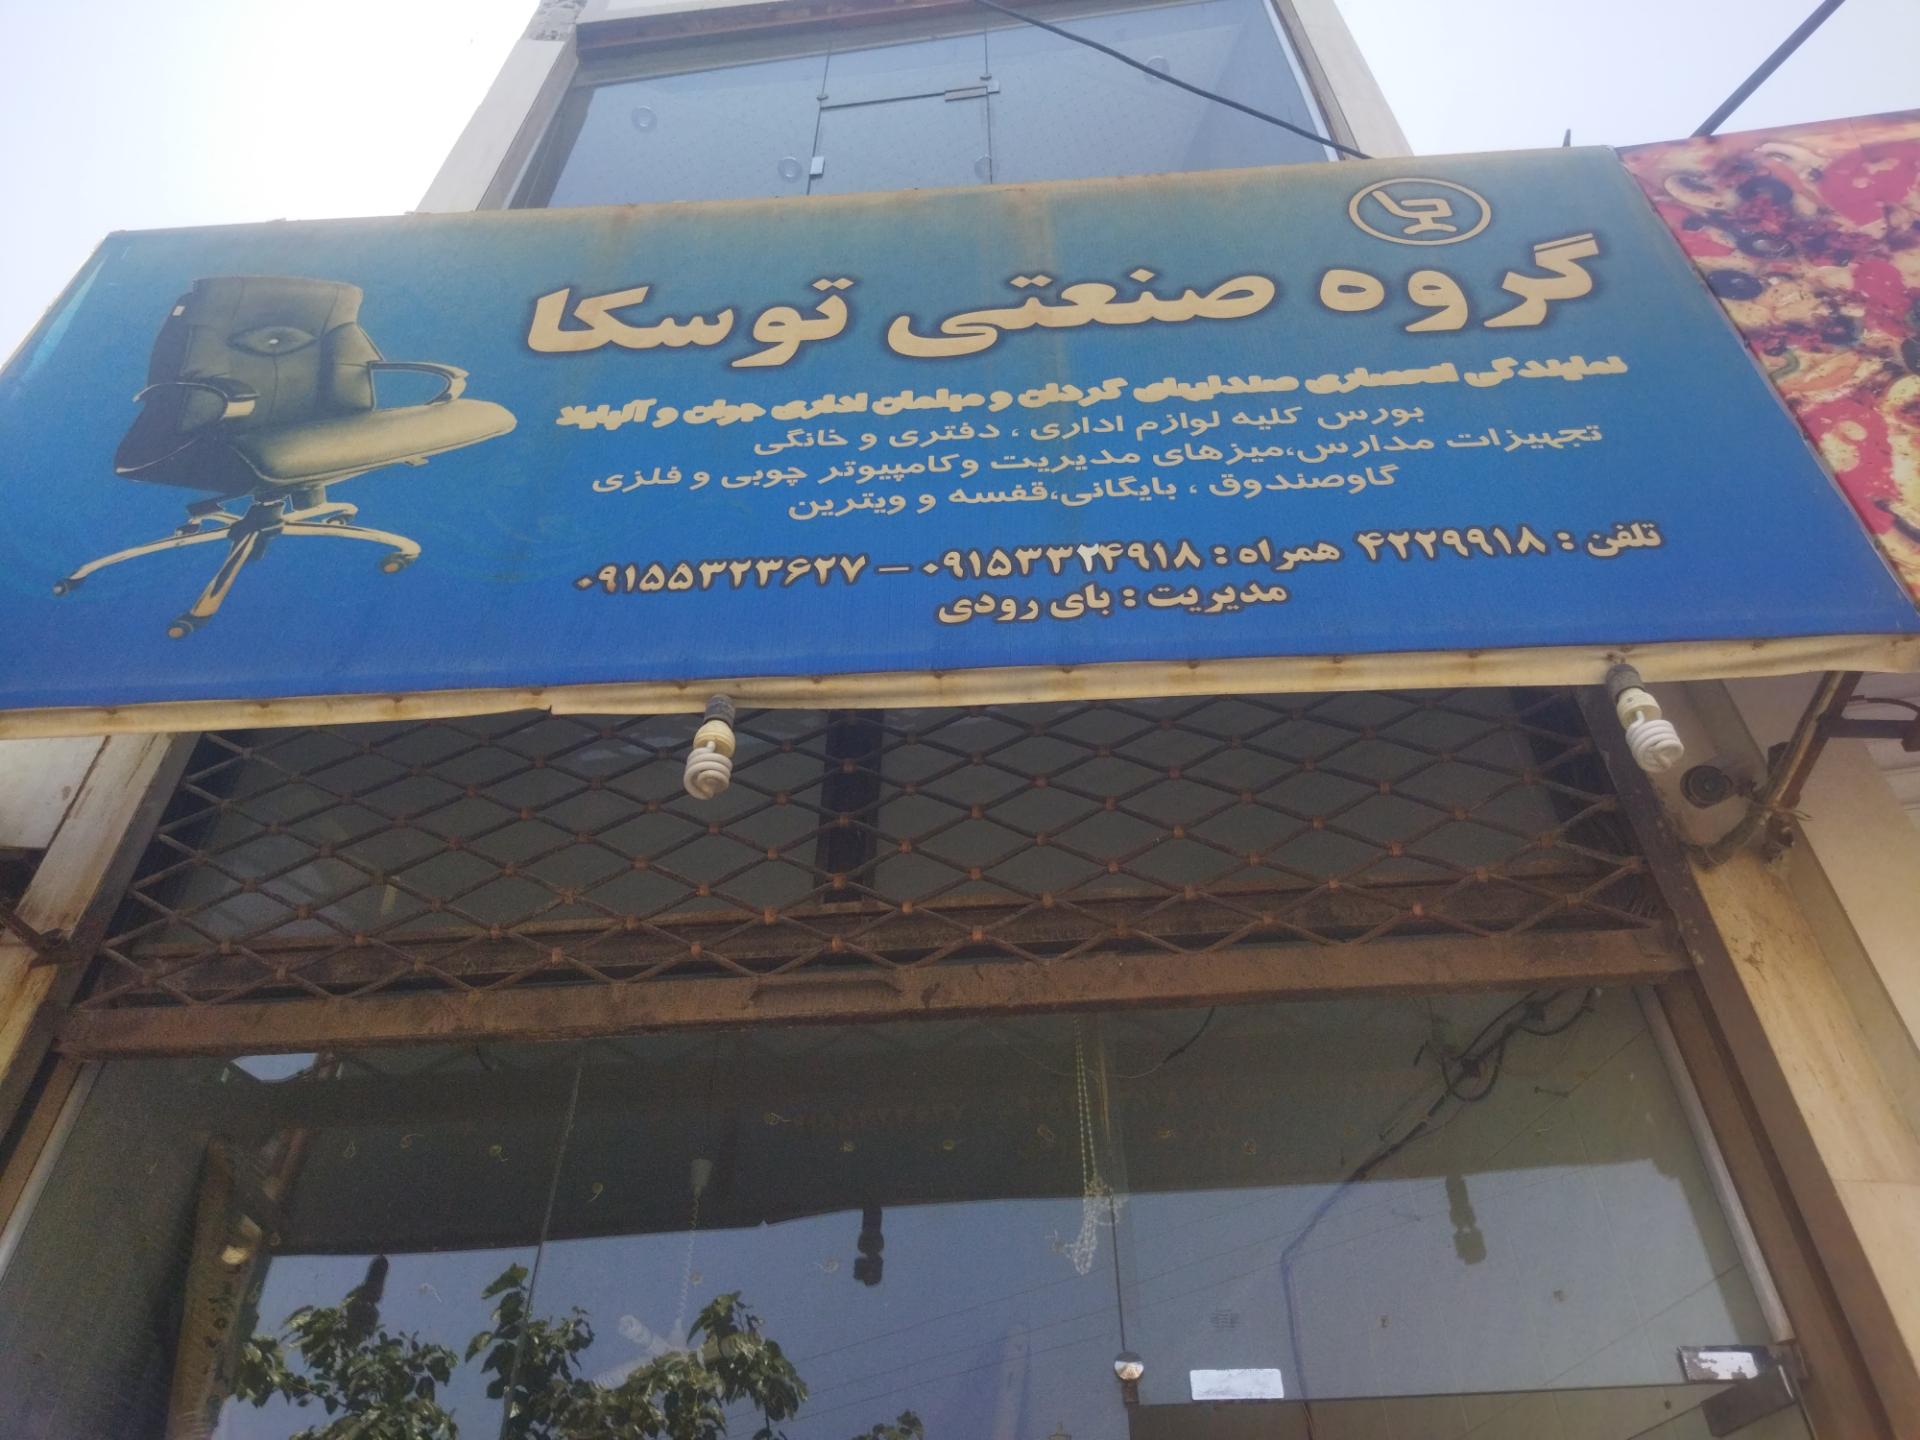 گروه صنعتی توسکا
نمایندگی انحصاری صندلیهای گردان و مبلمان اداری جوان و آلپاپلاد
بورس کلیه لوازم اداری ، دفتری و خانگی
تجهیزات مدارس،میزهای مدیریت وکامپیوتر چوبی و فلزی
گاوصندوق ، بایگانی،قفسه و ویترین
تلفن : ۴۲۲۹۹۱۸ همراه : ۰۹۱۵۳۳۲۴۹۱۸ – ۰۹۱۵۵۳۲۳۶۲۷
مدیریت : بای رودی